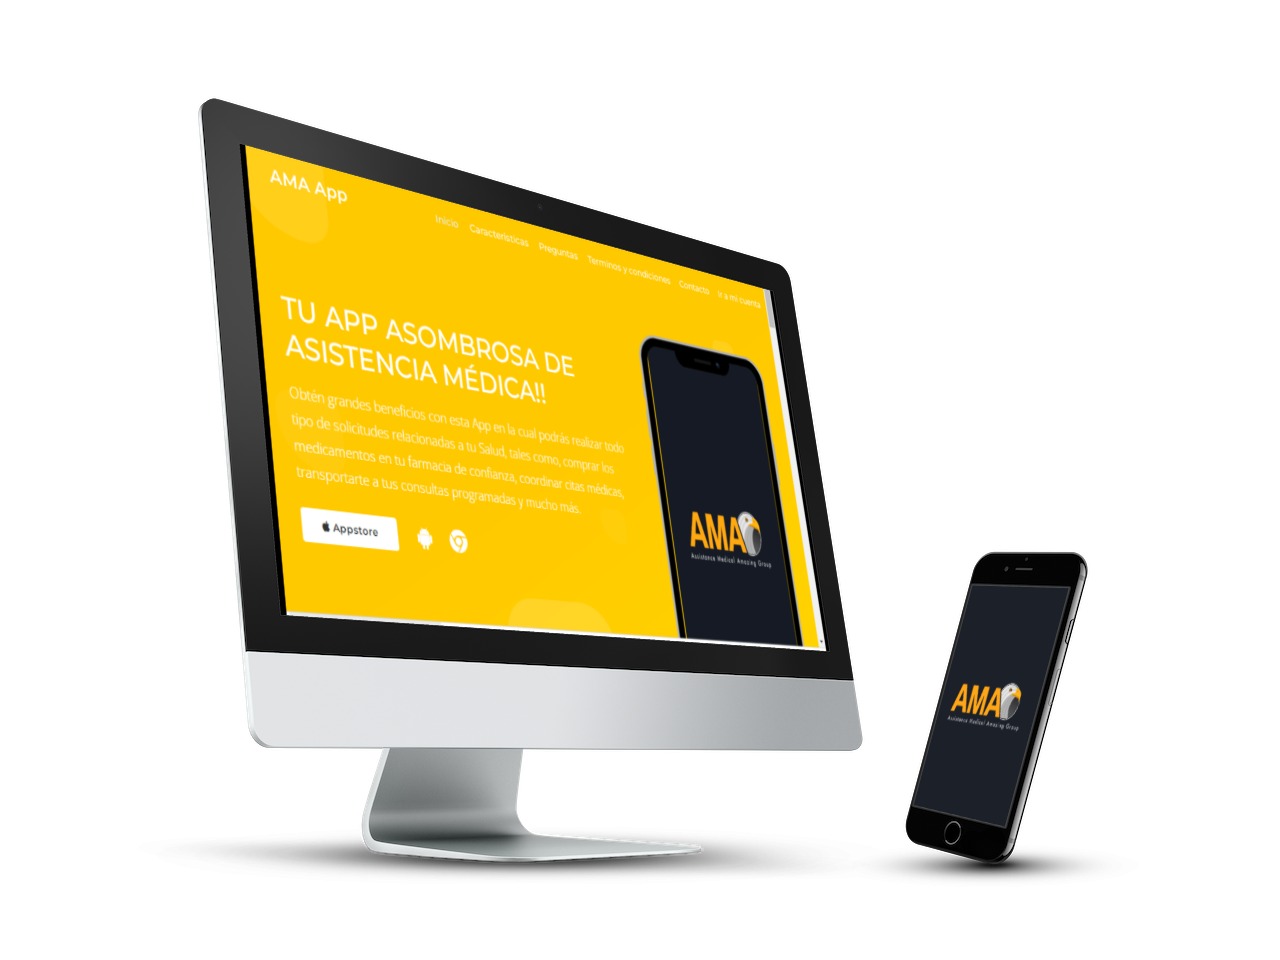 AMA App
Inicio Características Preguntas Terminos y condiciones Contacto Ir a mi cuenta
TU APP ASOMBROSA DE
ASISTENCIA MÉDICA!!
Obtén grandes beneficios con esta App en la cual podrás realizar todo
tipo de solicitudes relacionadas a tu Salud, tales como, comprar los
medicamentos en tu farmacia de confianza, coordinar citas médicas,
transportarte a tus consultas programadas y mucho más.
Appstore
AMA
Assistance Medical Amazing Group
AMA
Assistance Medical Amazing Group